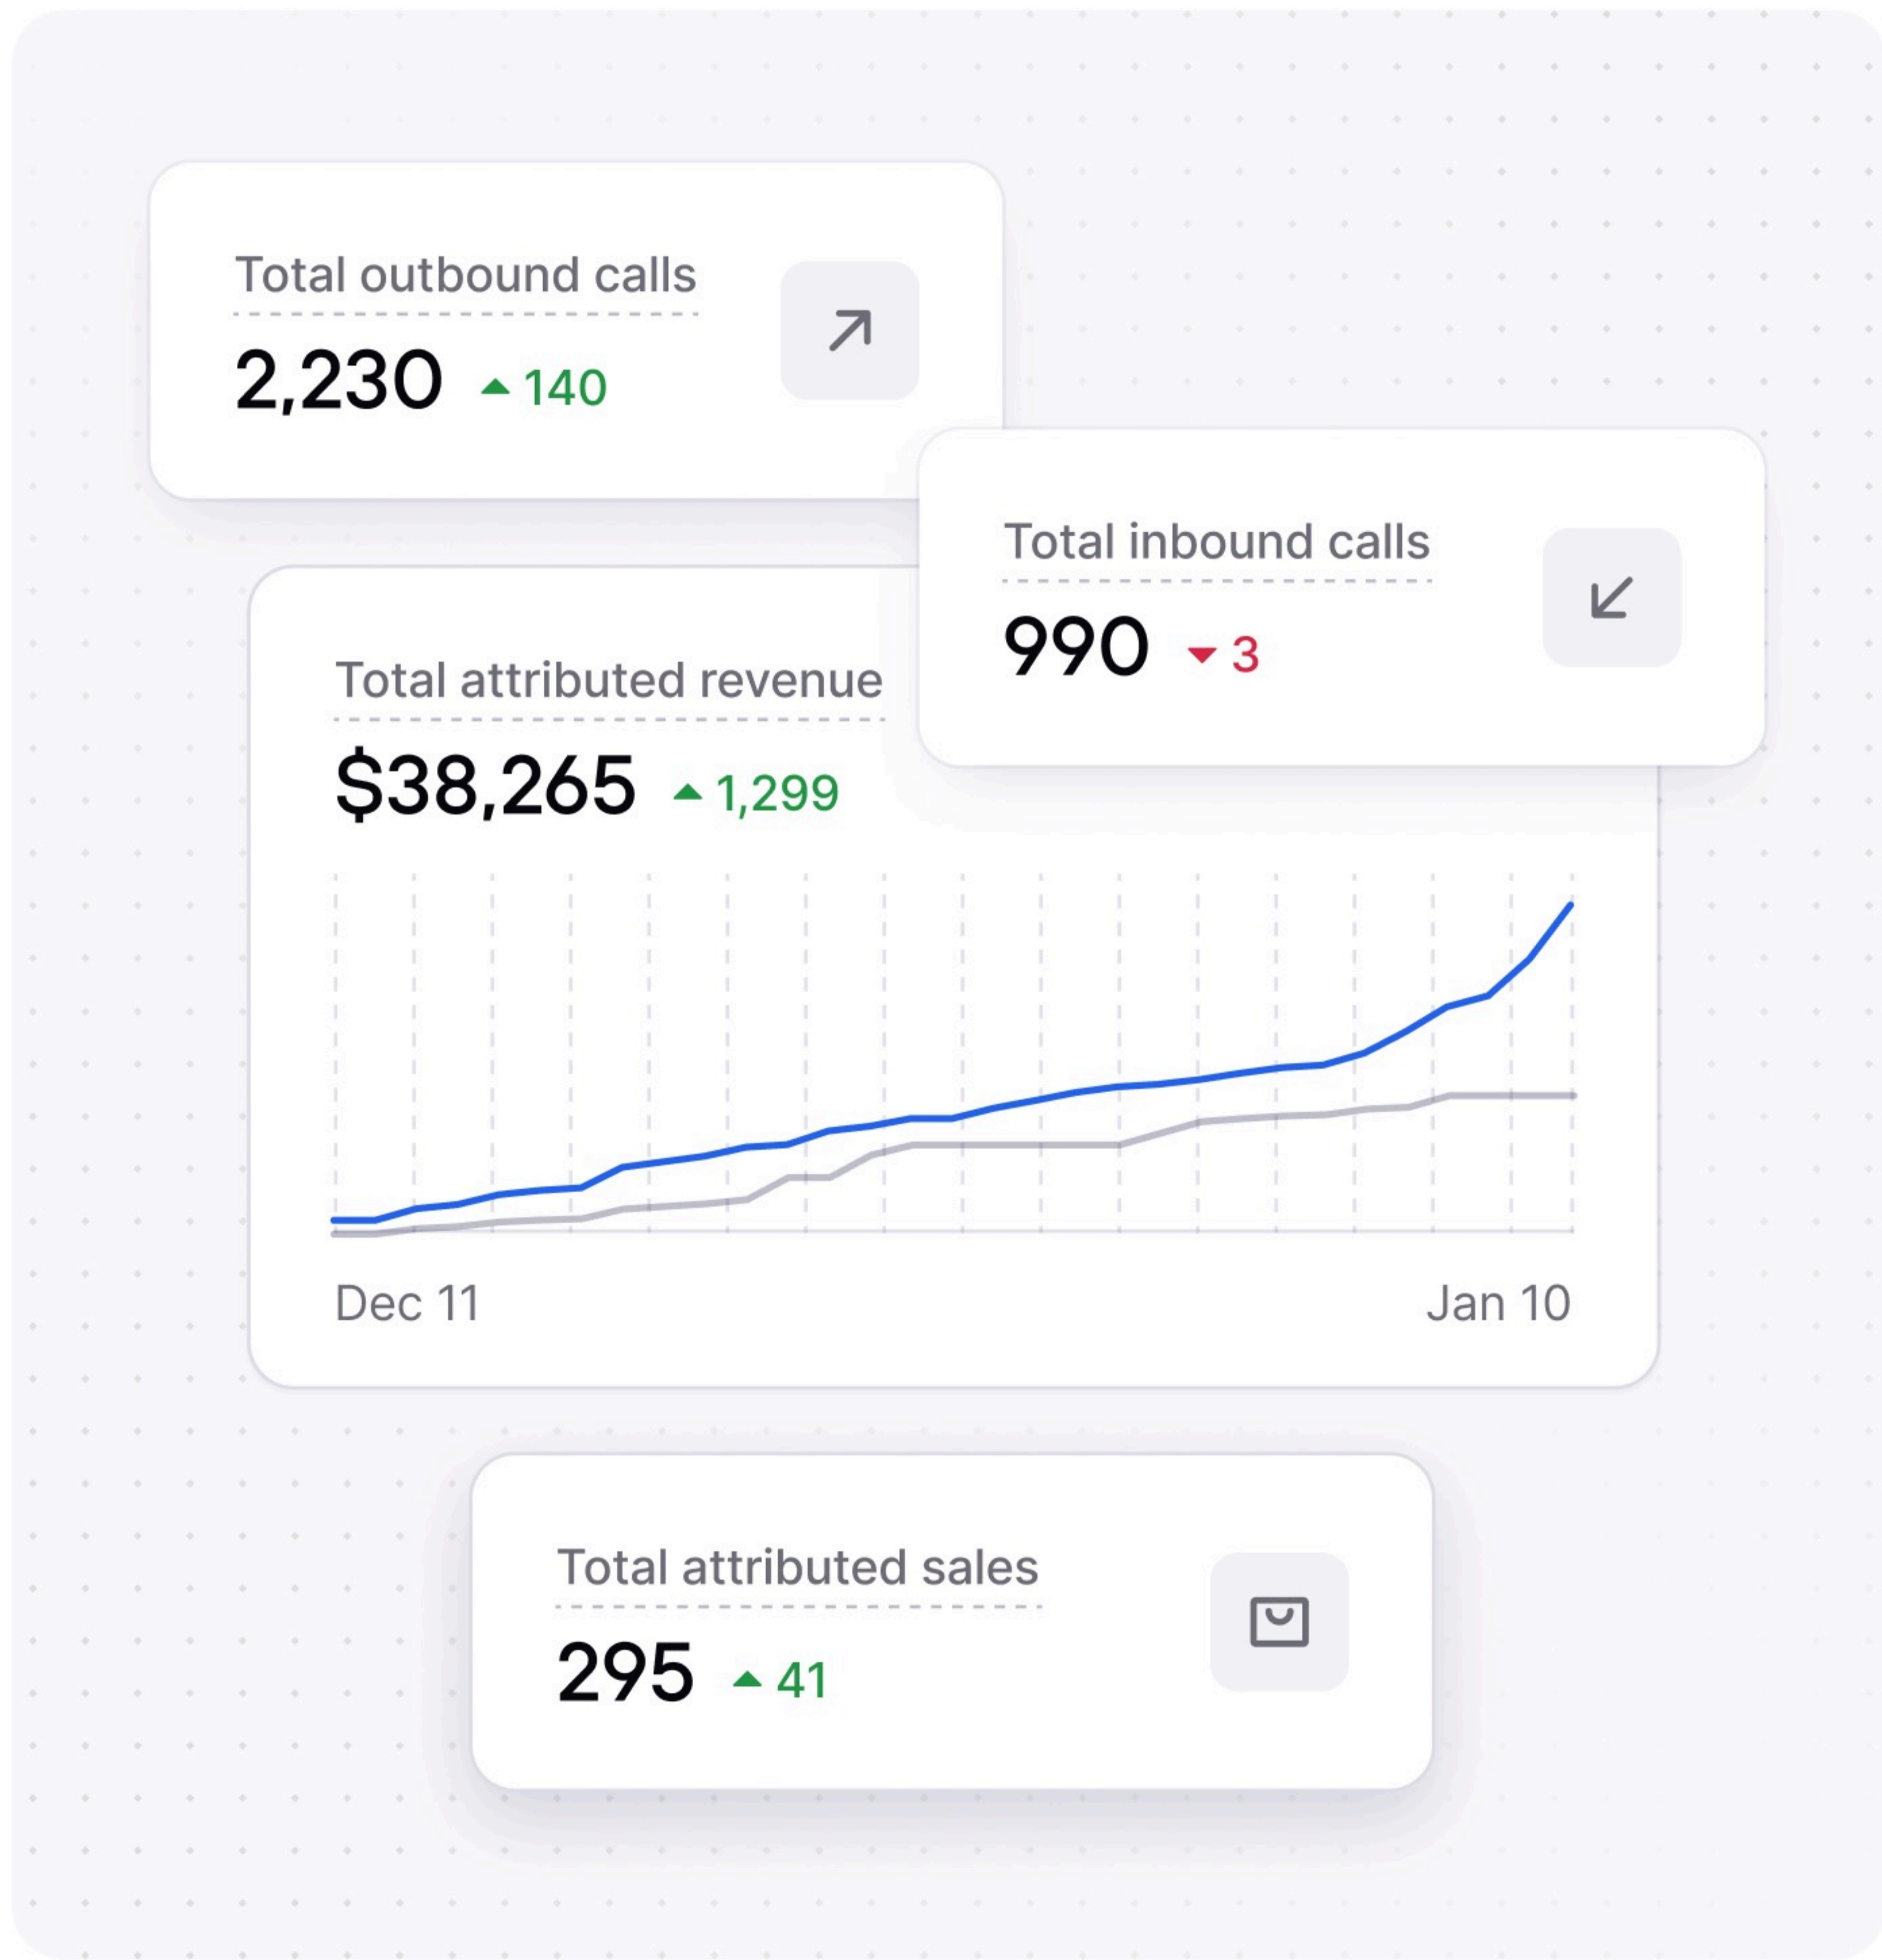 Total outbound calls
2,230 140
Total inbound calls
990 3
Total attributed revenue
$38,265 1,299
Dec 11 Jan 10
Total attributed sales
295 41